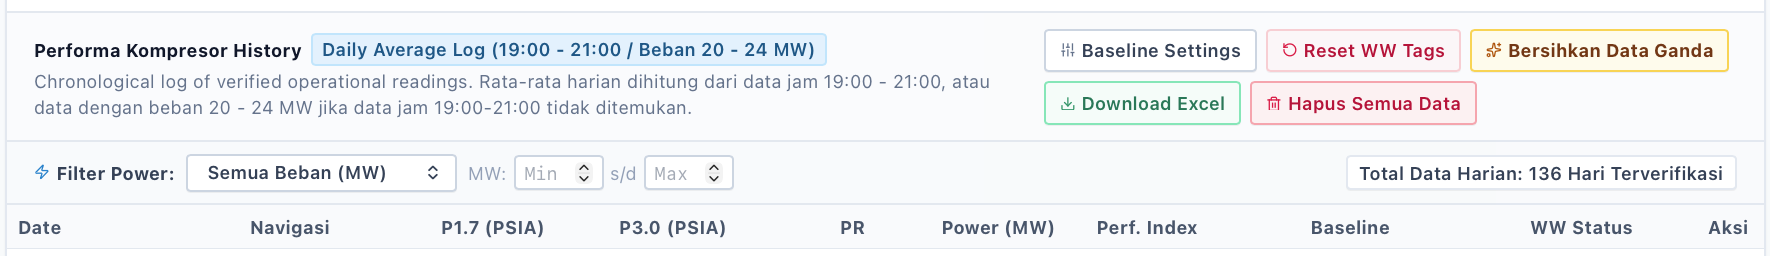 Performa Kompresor History Daily Average Log (19:00 - 21:00 / Beban 20 - 24 MW)
Chronological log of verified operational readings. Rata-rata harian dihitung dari data jam 19:00 - 21:00, atau
data dengan beban 20 - 24 MW jika data jam 19:00-21:00 tidak ditemukan.
Baseline Settings Reset WW Tags Bersihkan Data Ganda
Download Excel Hapus Semua Data
Filter Power: Semua Beban (MW) MW: Min s/d Max Total Data Harian: 136 Hari Terverifikasi
Date Navigasi P1.7 (PSIA) P3.0 (PSIA) PR Power (MW) Perf. Index Baseline WW Status Aksi